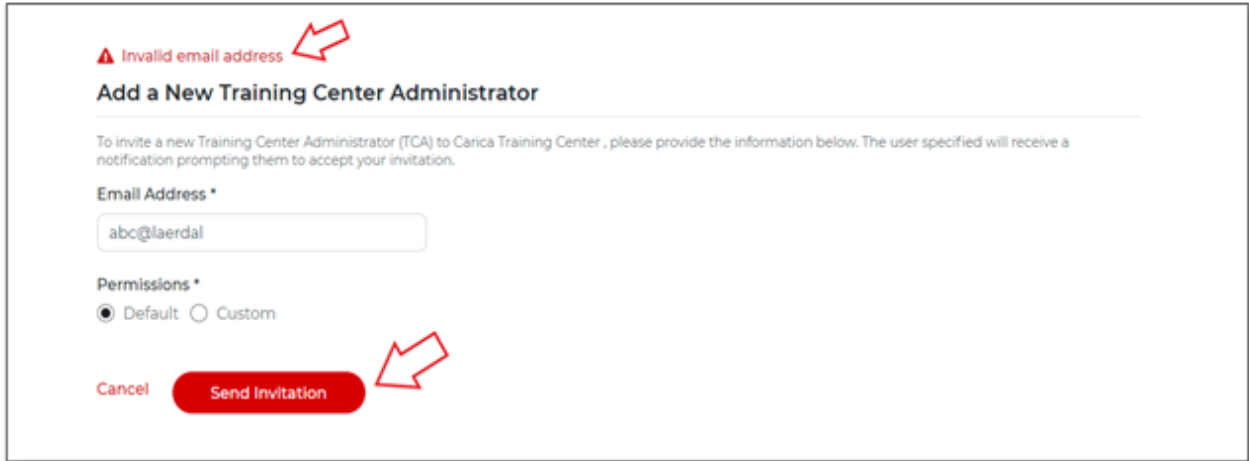 Invalid email address
Add a New Training Center Administrator
To invite a new Training Center Administrator (TCA) to Carica Training Center , please provide the information below. The user specified will receive a
notification prompting them to accept your invitation.
Email Address *
abc@laerdal
Permissions *
Default Custom
Cancel Send Invitation